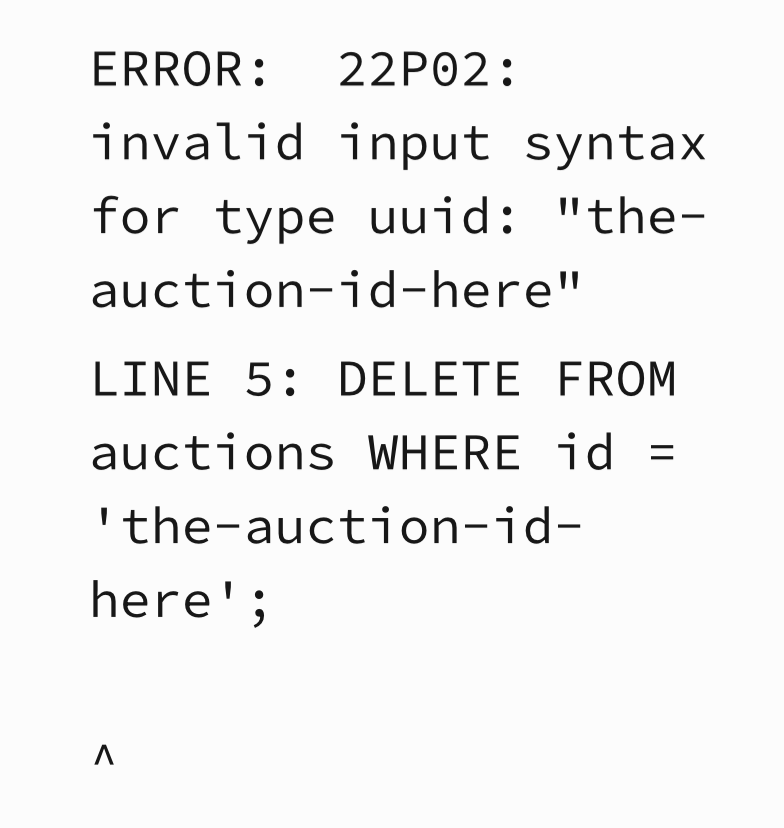 ERROR:  22P02:
invalid input syntax
for type uuid: "the-
auction-id-here"
LINE 5: DELETE FROM
auctions WHERE id =
'the-auction-id-
here';
^